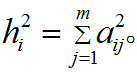 $h_i^2 = \sum_{j=1}^{m} a_{ij}^2$。